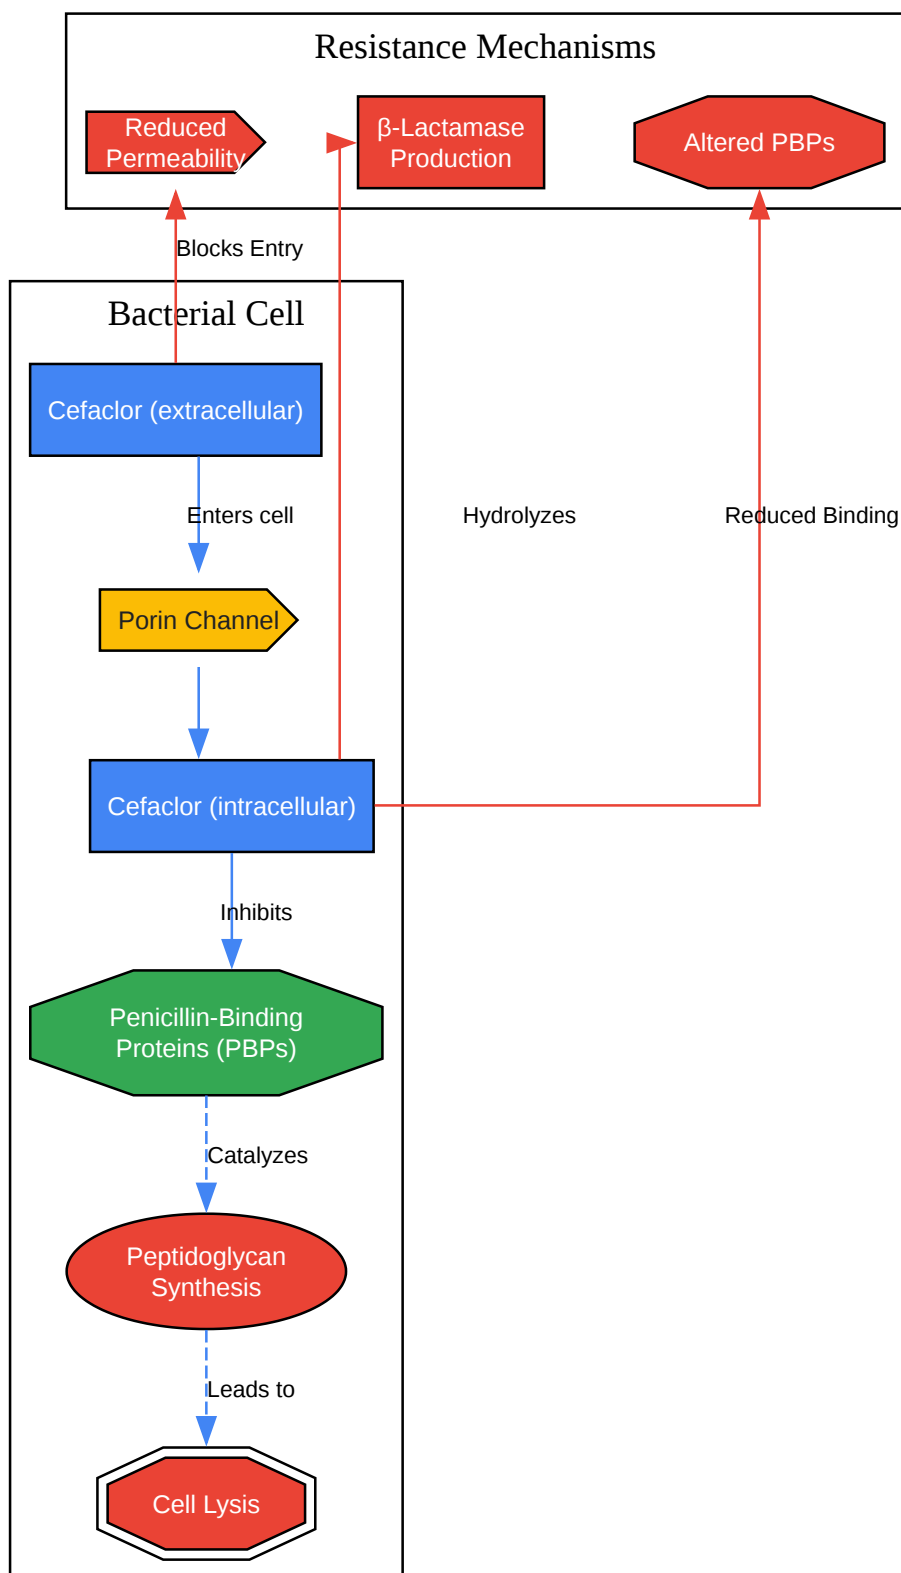 Resistance Mechanisms
Reduced
Permeability
β-Lactamase
Production
Altered PBPs
Blocks Entry
Bacterial Cell
Cefaclor (extracellular)
Enters cell
Hydrolyzes
Reduced Binding
Porin Channel
Cefaclor (intracellular)
Inhibits
Penicillin-Binding
Proteins (PBPs)
Catalyzes
Peptidoglycan
Synthesis
Leads to
Cell Lysis